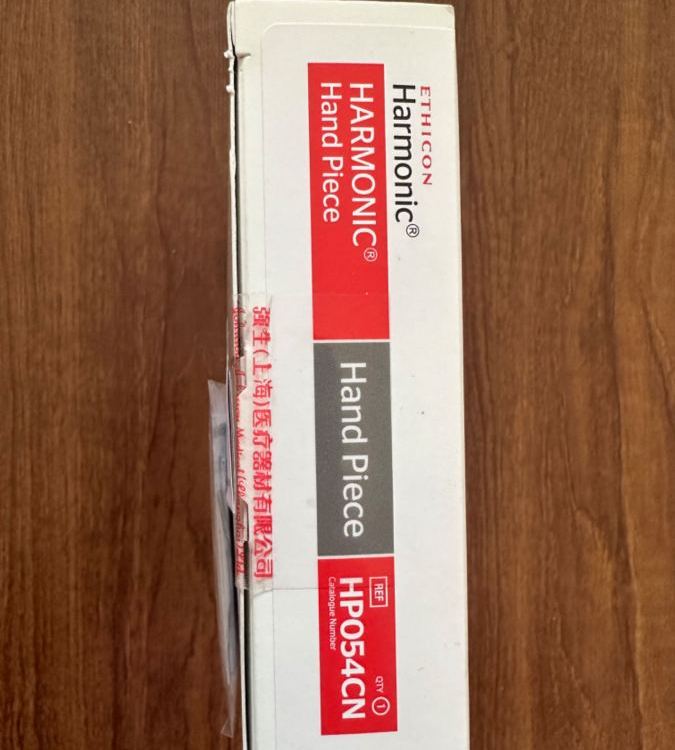 ETHICON
Harmonic®
HARMONIC®
Hand Piece
Hand Piece
REF
HP054CN
Catalogue Number
QTY 1
强生(上海)医疗器材有限公司